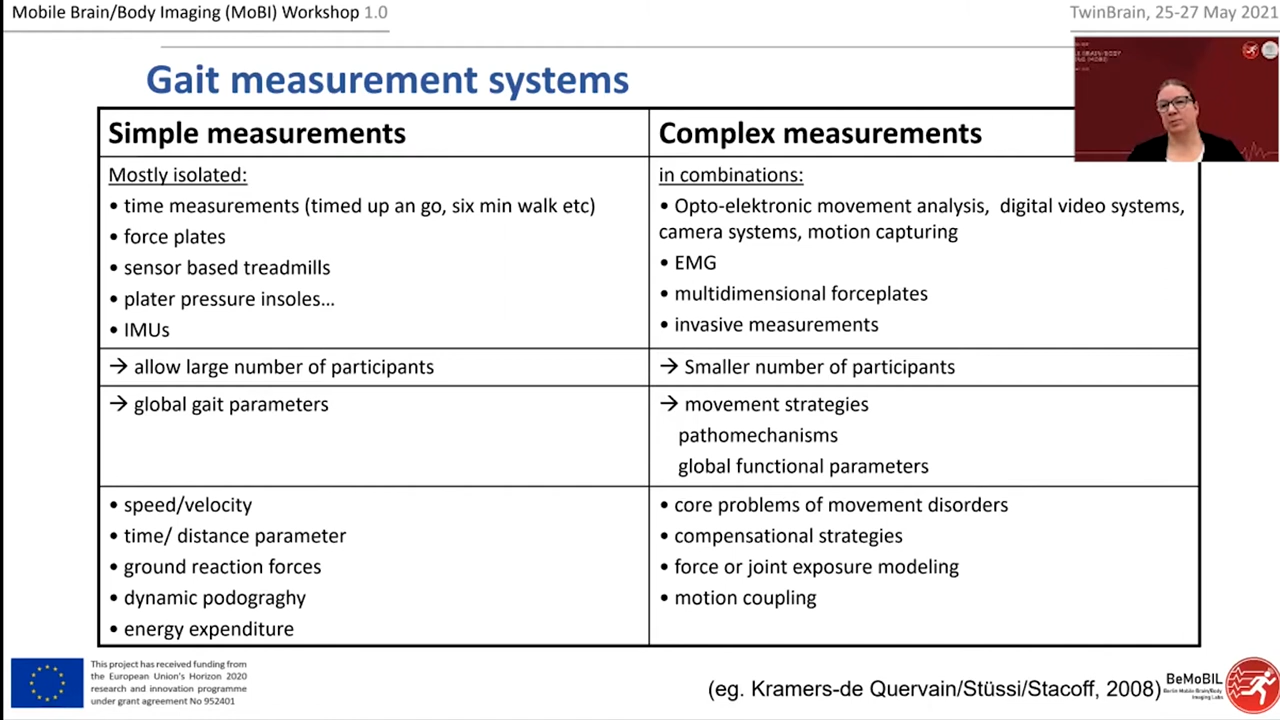 Mobile Brain/Body Imaging (MoBI) Workshop 1.0
TwinBrain, 25-27 May 2021
Gait measurement systems
Simple measurements
Complex measurements
Mostly isolated:
• time measurements (timed up an go, six min walk etc)
• force plates
• sensor based treadmills
• plater pressure insoles...
• IMUs
in combinations:
• Opto-elektronic movement analysis, digital video systems,
camera systems, motion capturing
• EMG
• multidimensional forceplates
• invasive measurements
→ allow large number of participants
→ Smaller number of participants
→ global gait parameters
→ movement strategies
pathomechanisms
global functional parameters
• speed/velocity
• time/ distance parameter
• ground reaction forces
• dynamic podograghy
• energy expenditure
• core problems of movement disorders
• compensational strategies
• force or joint exposure modeling
• motion coupling
This project has received funding from
the European Union's Horizon 2020
research and innovation programme
under grant agreement No 952401
(eg. Kramers-de Quervain/Stüssi/Stacoff, 2008)
BeMoBIL
Berlin Mobile Brain/Body
Imaging Labs